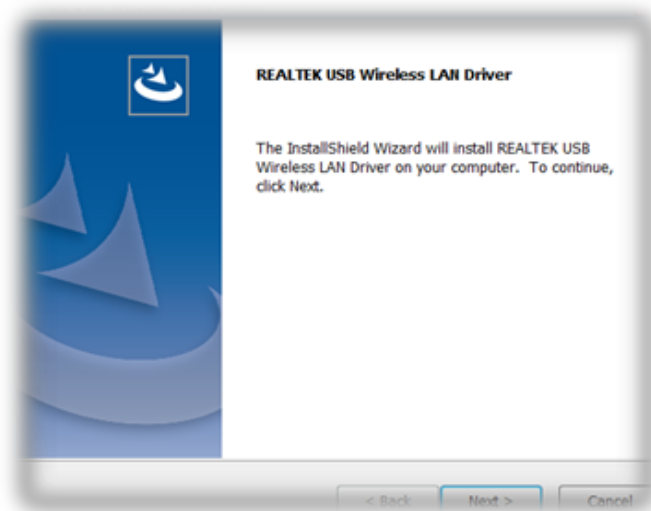 REALTEK USB Wireless LAN Driver
The InstallShield Wizard will install REALTEK USB
Wireless LAN Driver on your computer. To continue,
click Next.
< Back Next > Cancel